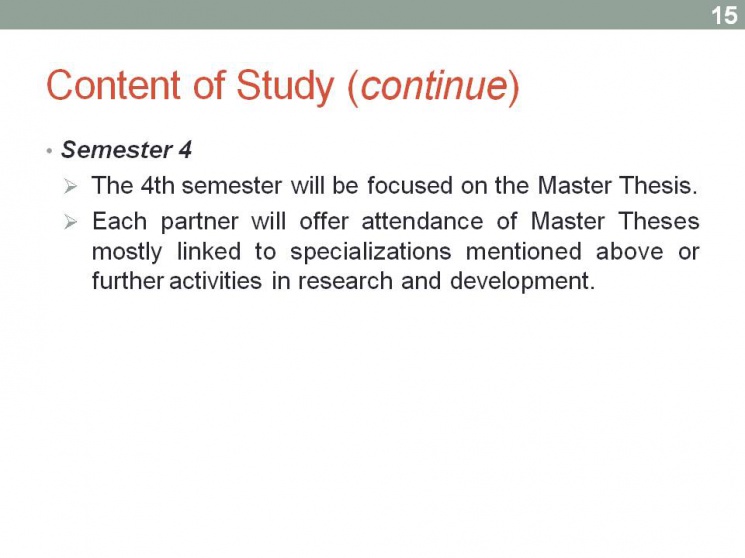 15
Content of Study (continue)
• Semester 4
➢ The 4th semester will be focused on the Master Thesis.
➢ Each partner will offer attendance of Master Theses
mostly linked to specializations mentioned above or
further activities in research and development.